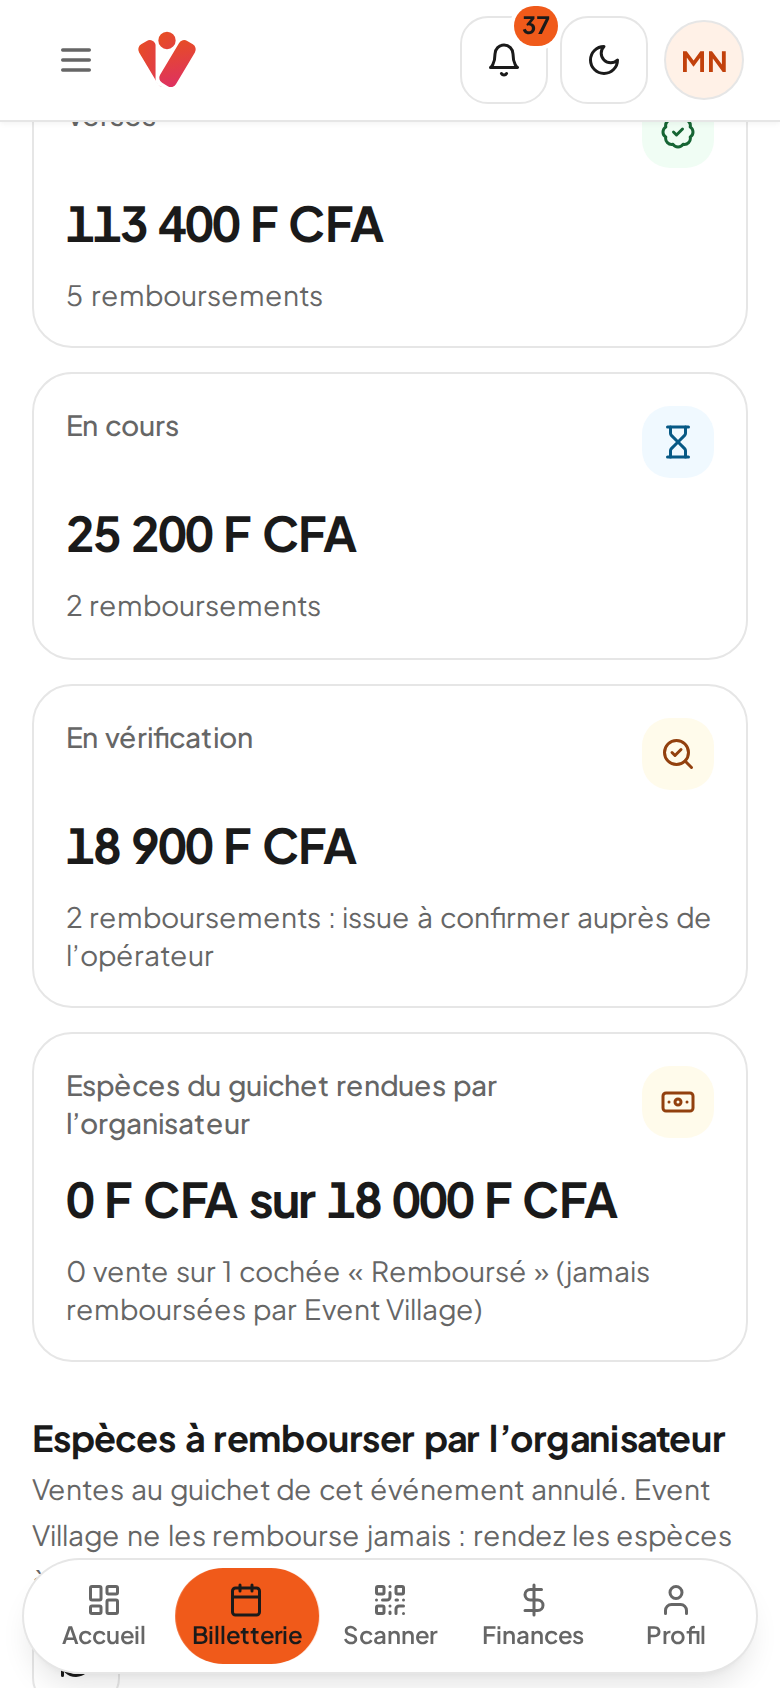 37
MN
Versés
113 400 F CFA
5 remboursements
En cours
25 200 F CFA
2 remboursements
En vérification
18 900 F CFA
2 remboursements : issue à confirmer auprès de
l’opérateur
Espèces du guichet rendues par
l’organisateur
0 F CFA sur 18 000 F CFA
0 vente sur 1 cochée « Remboursé » (jamais
remboursées par Event Village)
Espèces à rembourser par l’organisateur
Ventes au guichet de cet événement annulé. Event
Village ne les rembourse jamais : rendez les espèces
Accueil
Billetterie
Scanner
Finances
Profil